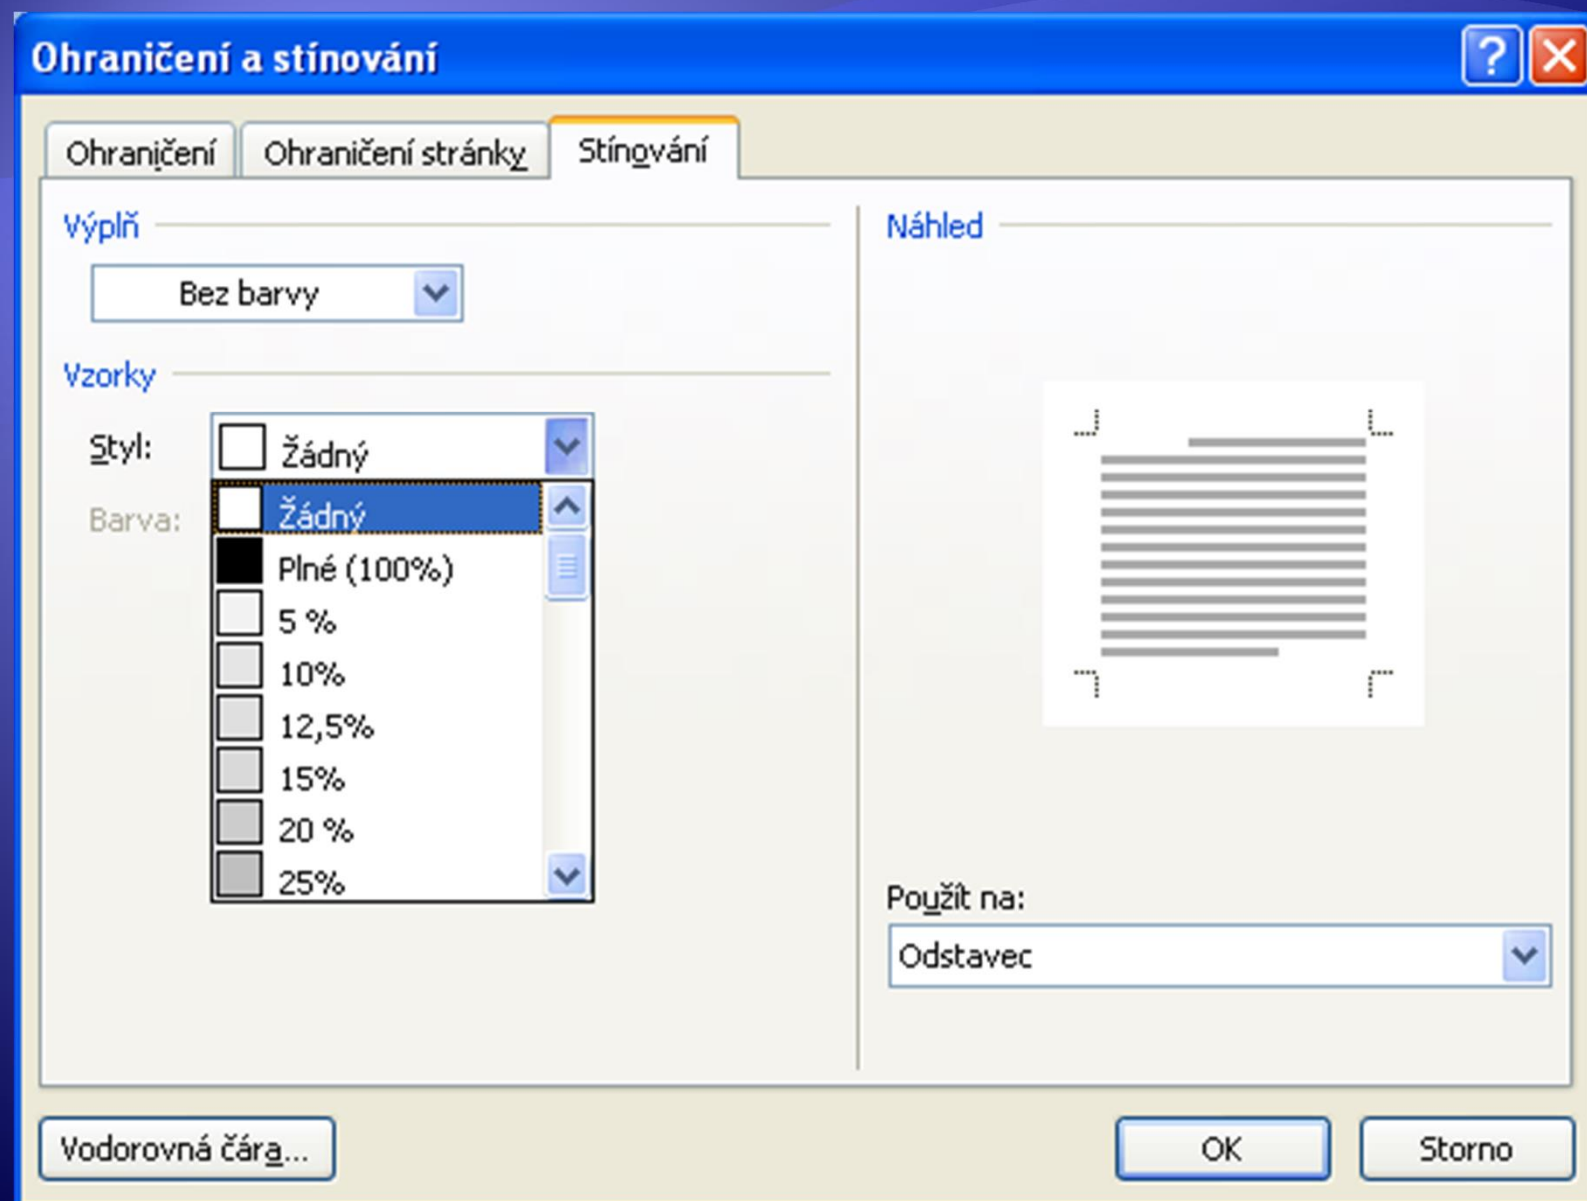 Ohraničení a stínování
Ohraničení
Ohraničení stránky
Stínování
Výplň
Bez barvy
Vzorky
Styl:
Žádný
Barva:
Žádný
Plné (100%)
5 %
10%
12,5%
15%
20 %
25%
Náhled
Použít na:
Odstavec
Vodorovná čára...
OK
Storno